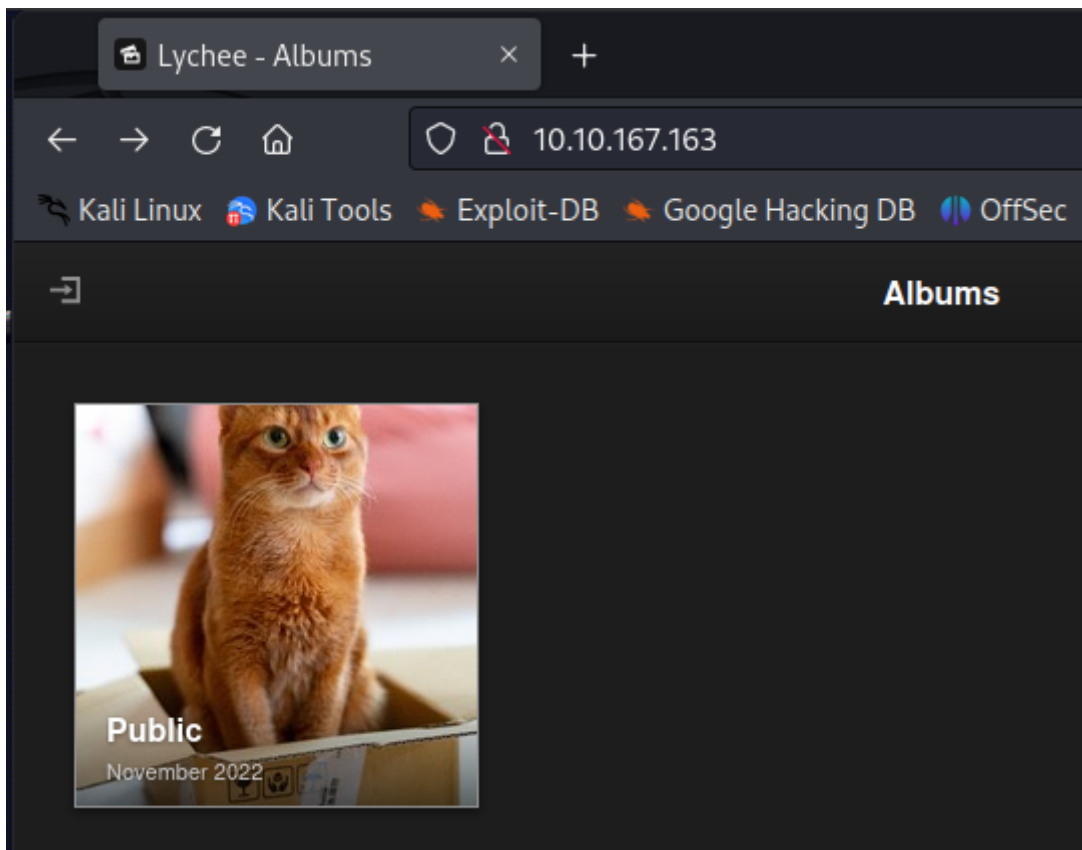 Lychee - Albums
10.10.167.163
Kali Linux Kali Tools Exploit-DB Google Hacking DB OffSec
Albums
Public
November 2022